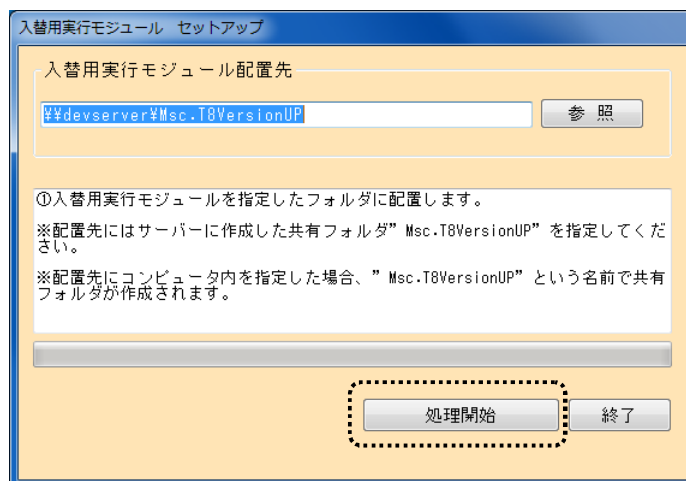 入替用実行モジュール セットアップ
入替用実行モジュール配置先
¥¥devserver¥Msc.T8VersionUP
参 照
①入替用実行モジュールを指定したフォルダに配置します。
※配置先にはサーバーに作成した共有フォルダ”Msc.T8VersionUP”を指定してくだ
さい。
※配置先にコンピュータ内を指定した場合、”Msc.T8VersionUP”という名前で共有
フォルダが作成されます。
処理開始
終了